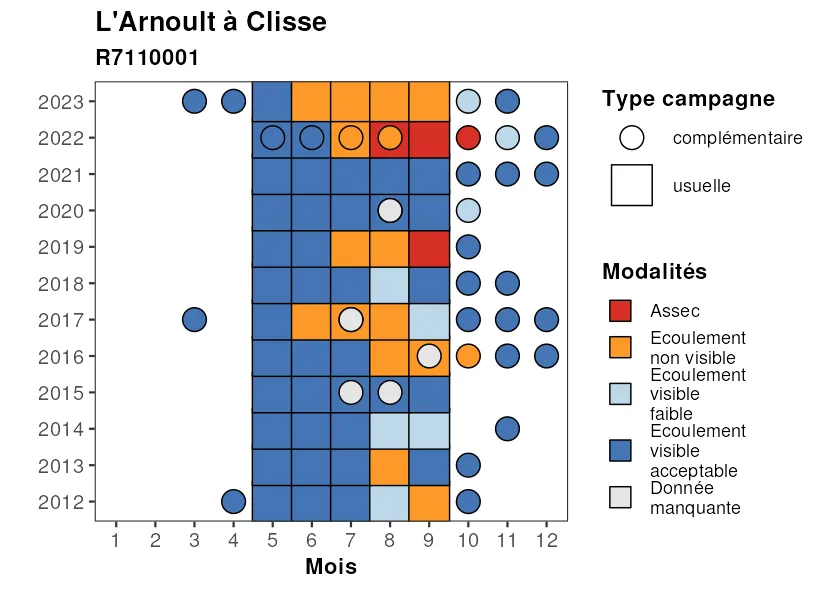 L'Arnoult à Clisse
R7110001
2023
2022
2021
2020
2019
2018
2017
2016
2015
2014
2013
2012
1 2 3 4 5 6 7 8 9 10 11 12
Mois
Type campagne
complémentaire
usuelle
Modalités
Assec
Ecoulement
non visible
Ecoulement
visible
faible
Ecoulement
visible
acceptable
Donnée
manquante